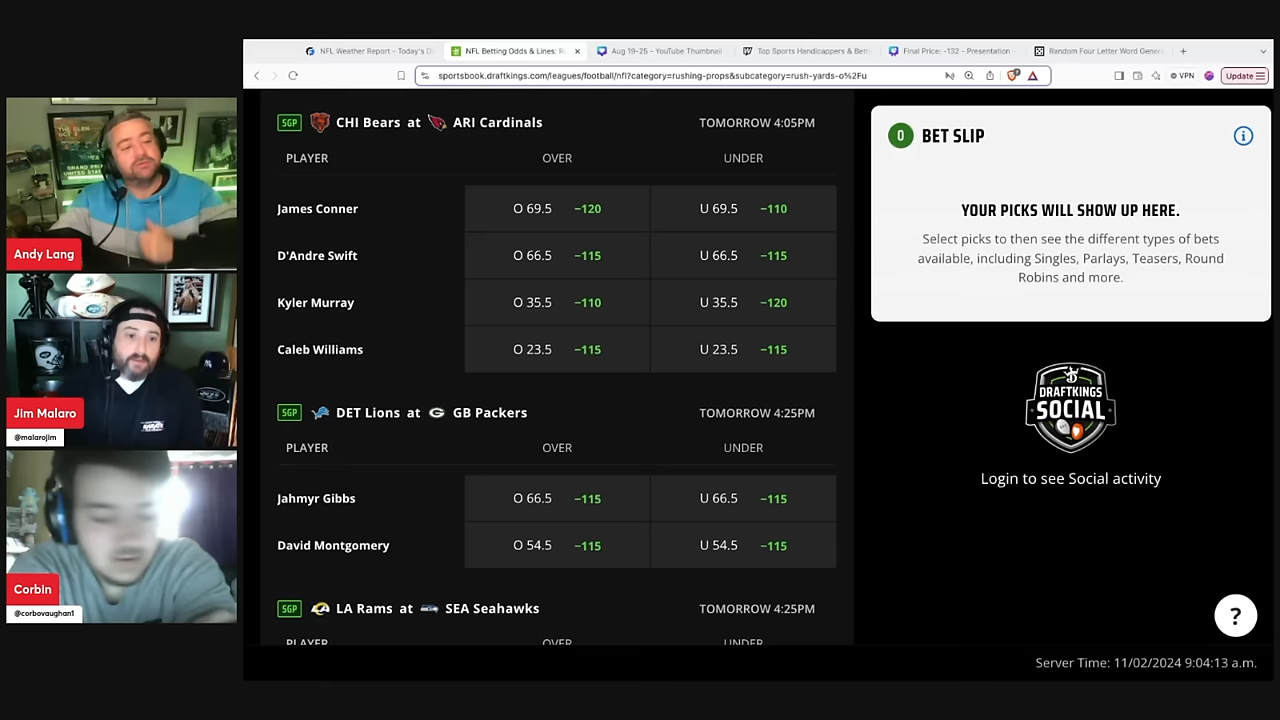 NFL Weather Report - Today's Da
NFL Betting Odds & Lines: Ru
Aug 19-25 - YouTube Thumbnail
Top Sports Handicappers & Betti
Final Price: -132 - Presentation
Random Four Letter Word Genera
sportsbook.draftkings.com/leagues/football/nfl?category=rushing-props&subcategory=rush-yards-o%2Fu
VPN
Update
SGP CHI Bears at ARI Cardinals TOMORROW 4:05PM
PLAYER OVER UNDER
James Conner O 69.5 −120 U 69.5 −110
D'Andre Swift O 66.5 −115 U 66.5 −115
Kyler Murray O 35.5 −110 U 35.5 −120
Caleb Williams O 23.5 −115 U 23.5 −115
SGP DET Lions at GB Packers TOMORROW 4:25PM
PLAYER OVER UNDER
Jahmyr Gibbs O 66.5 −115 U 66.5 −115
David Montgomery O 54.5 −115 U 54.5 −115
SGP LA Rams at SEA Seahawks TOMORROW 4:25PM
PLAYER OVER UNDER
0 BET SLIP
YOUR PICKS WILL SHOW UP HERE.
Select picks to then see the different types of bets
available, including Singles, Parlays, Teasers, Round
Robins and more.
DRAFTKINGS
SOCIAL
Login to see Social activity
?
Server Time: 11/02/2024 9:04:13 a.m.
Andy Lang
Jim Malaro
@malarojim
Corbin
@corbovaughan1